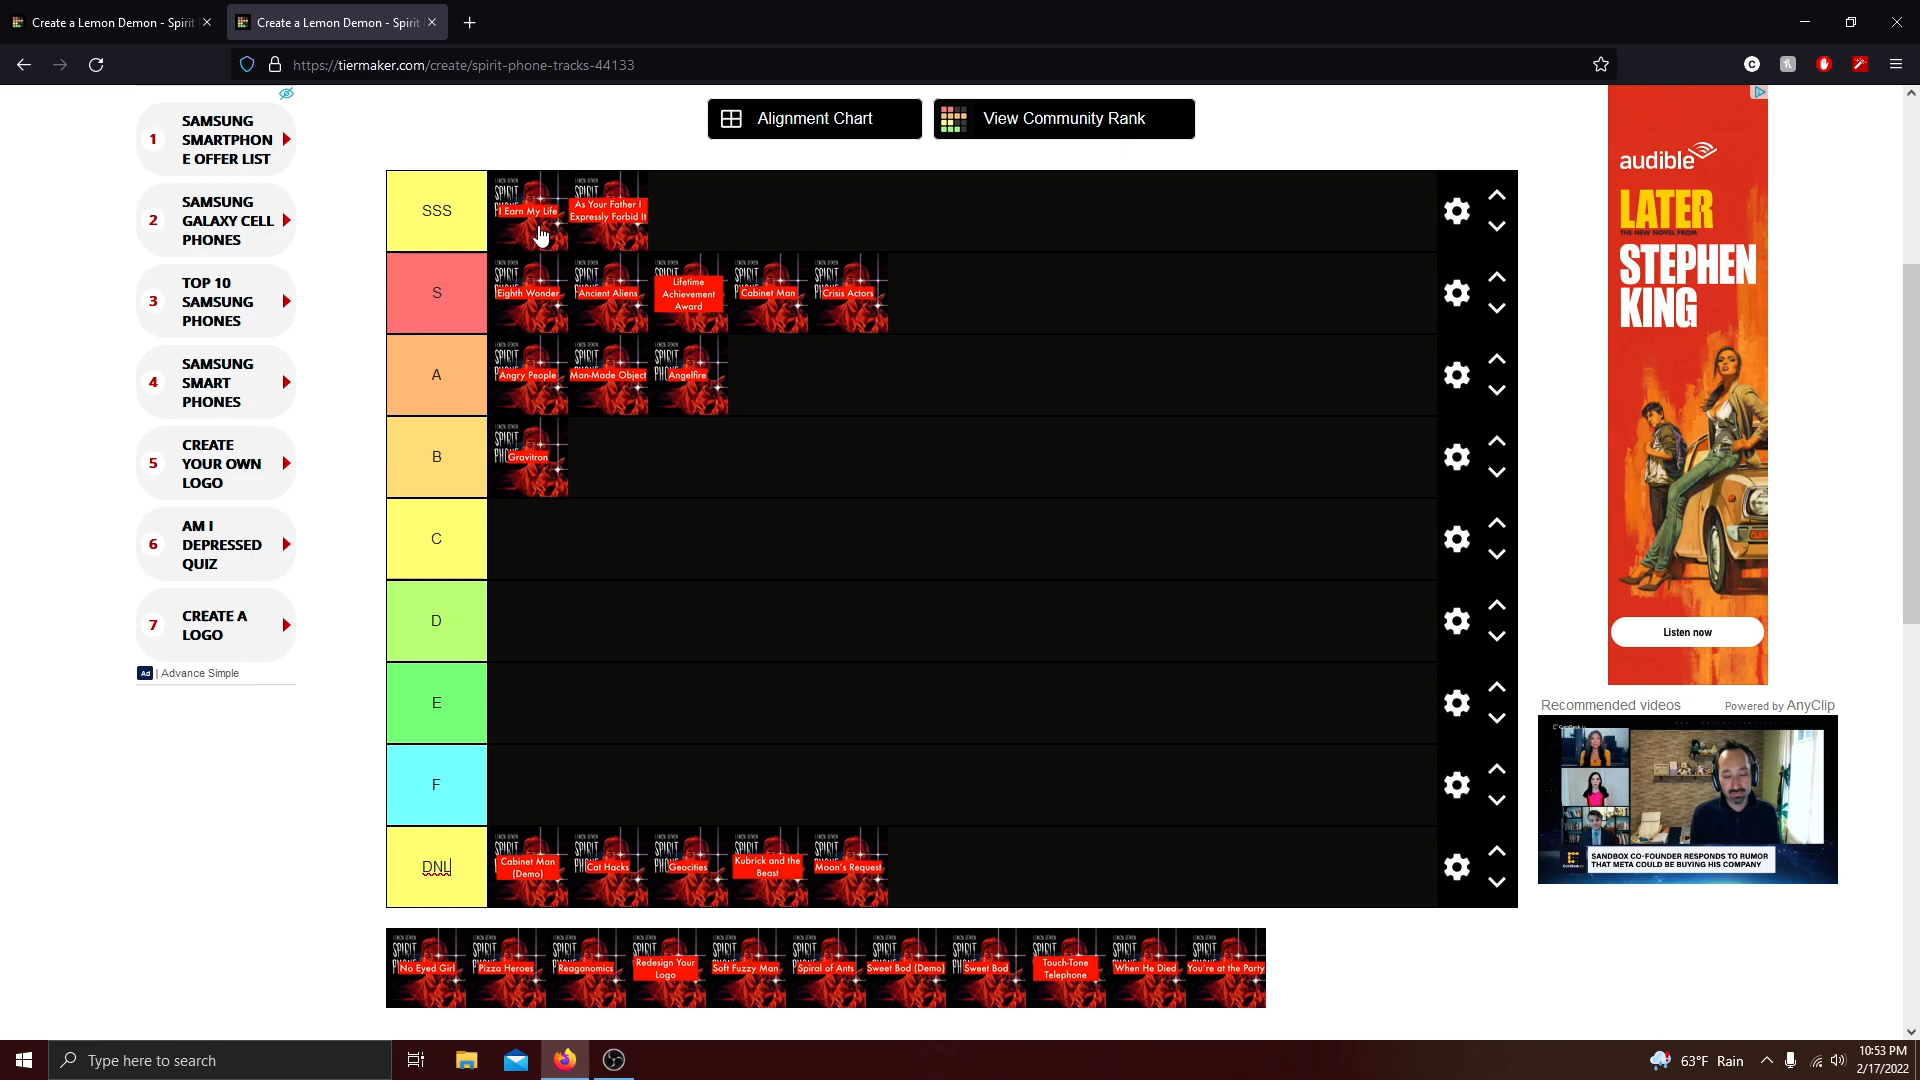 Create a Lemon Demon - Spirit
Create a Lemon Demon - Spirit
https://tiermaker.com/create/spirit-phone-tracks-44133
1 SAMSUNG
SMARTPHON
E OFFER LIST
2 SAMSUNG
GALAXY CELL
PHONES
3 TOP 10
SAMSUNG
PHONES
4 SAMSUNG
SMART
PHONES
5 CREATE
YOUR OWN
LOGO
6 AM I
DEPRESSED
QUIZ
7 CREATE A
LOGO
Ad | Advance Simple
Alignment Chart
View Community Rank
SSS
I Earn My Life
As Your Father I
Expressly Forbid It
S
Eighth Wonder
Ancient Aliens
Lifetime
Achievement
Award
Cabinet Man
Crisis Actors
A
Angry People
Man-Made Object
Angelfire
B
Gravitron
C
D
E
F
DNL
Cabinet Man
(Demo)
Cat Hacks
Geocities
Kubrick and the
Beast
Moon's Request
No Eyed Girl
Pizza Heroes
Reaganomics
Redesign Your
Logo
Soft Fuzzy Man
Spiral of Ants
Sweet Bod (Demo)
Sweet Bod
Touch-Tone
Telephone
When He Died
You're at the Party
audible
LATER
THE NEW NOVEL FROM
STEPHEN
KING
Listen now
Recommended videos
Powered by AnyClip
SANDBOX CO-FOUNDER RESPONDS TO RUMOR
THAT META COULD BE BUYING HIS COMPANY
Type here to search
63°F Rain
10:53 PM
2/17/2022